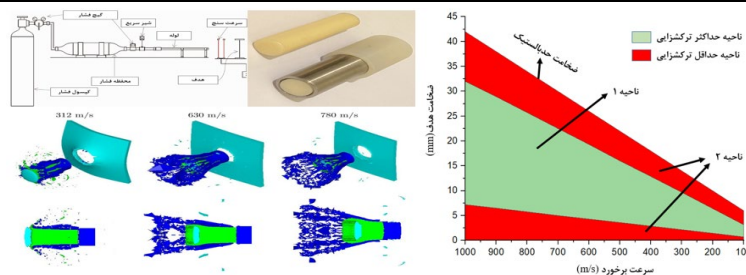 گیج فشار
شیر سریع
لوله
سرعت سنج
هدف
محفظه فشار
کپسول فشار
312 m/s
630 m/s
780 m/s
ناحیه حداکثر ترکشزایی
ناحیه حداقل ترکشزایی
ضخامت حدبالستیک
ناحیه ۱
ناحیه ۲
ضخامت هدف(mm)
45
40
35
30
25
20
15
10
5
0
1000 900 800 700 600 500 400 300 200 100
سرعت برخورد (m/s)